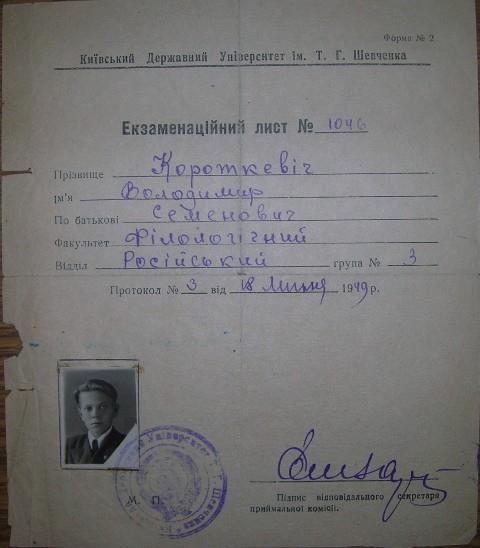 Форма № 2
Київський Державний Універсітет ім. Т. Г. Шевченка
Екзаменаційний лист № 1046
Прізвище Короткевіч
ім'я Володимир
По батькові Семенович
Факультет Філологічний
Відділ Російський група № 3
Протокол № 3 від 18 Липня 1949 р.
М. П.
Підпис відповідального секретаря
приймальної комісії.